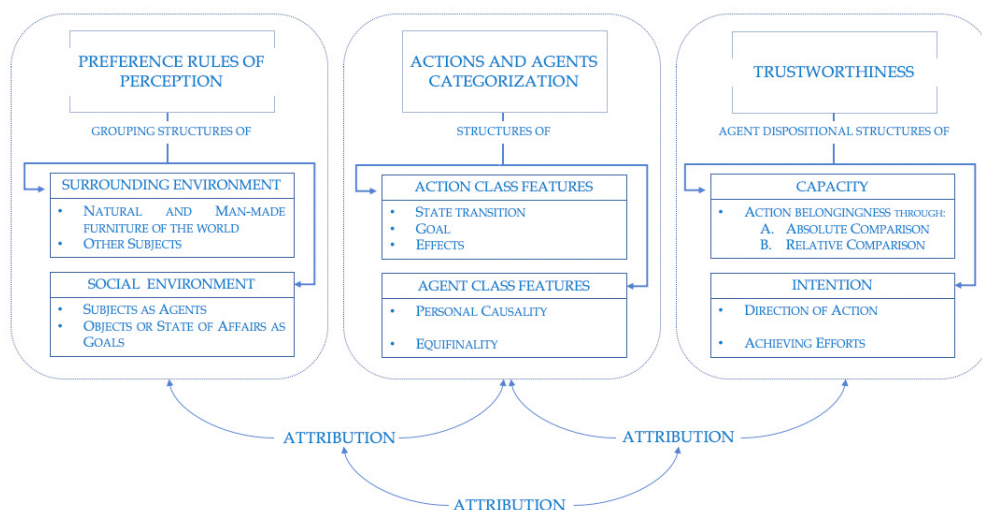 PREFERENCE RULES OF
PERCEPTION
GROUPING STRUCTURES OF
SURROUNDING ENVIRONMENT
• NATURAL AND MAN-MADE
FURNITURE OF THE WORLD
• OTHER SUBJECTS
SOCIAL ENVIRONMENT
• SUBJECTS AS AGENTS
• OBJECTS OR STATE OF AFFAIRS AS
GOALS
ACTIONS AND AGENTS
CATEGORIZATION
STRUCTURES OF
ACTION CLASS FEATURES
• STATE TRANSITION
• GOAL
• EFFECTS
AGENT CLASS FEATURES
• PERSONAL CAUSALITY
• EQUIFINALITY
TRUSTWORTHINESS
AGENT DISPOSITIONAL STRUCTURES OF
CAPACITY
• ACTION BELONGINGNESS THROUGH:
A. ABSOLUTE COMPARISON
B. RELATIVE COMPARISON
INTENTION
• DIRECTION OF ACTION
• ACHIEVING EFFORTS
ATTRIBUTION
ATTRIBUTION
ATTRIBUTION